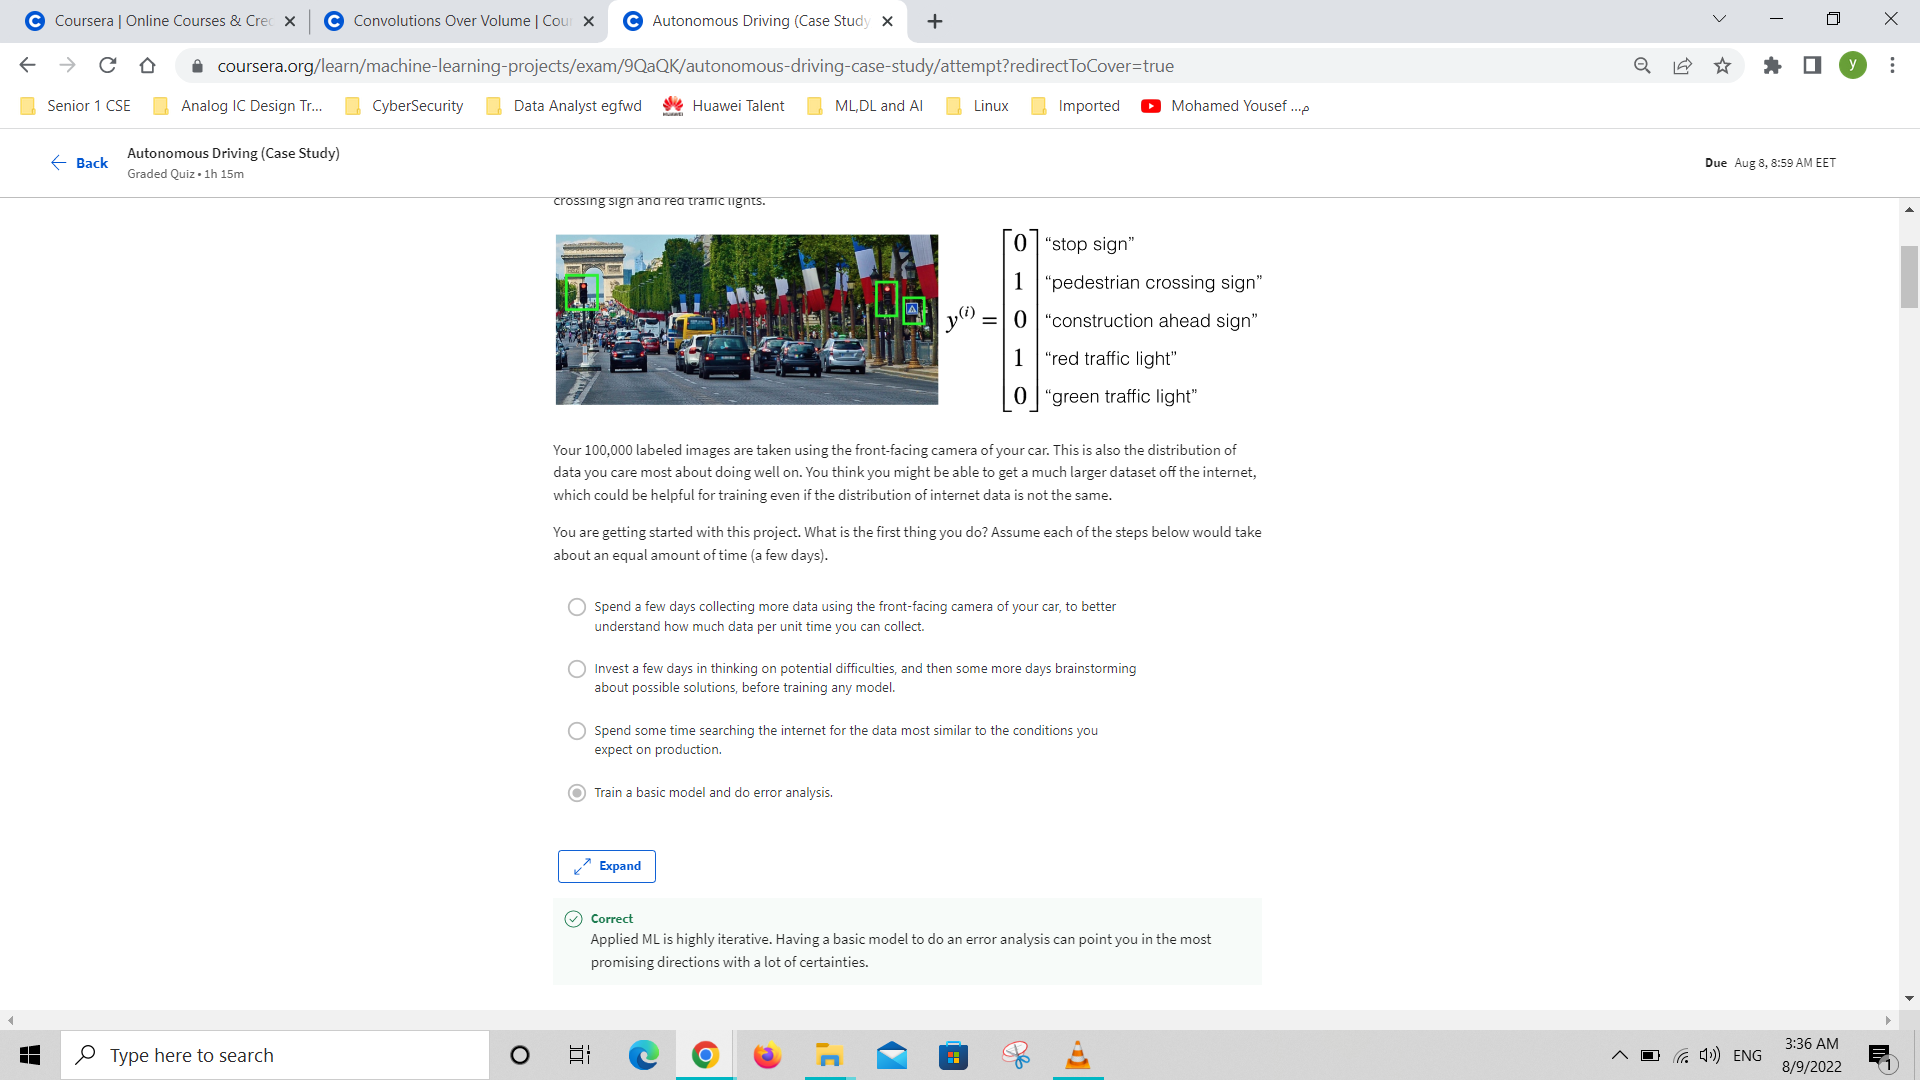 Coursera | Online Courses & Cre
Convolutions Over Volume | Cou
Autonomous Driving (Case Study
coursera.org/learn/machine-learning-projects/exam/9QaQK/autonomous-driving-case-study/attempt?redirectToCover=true
y
Senior 1 CSE
Analog IC Design Tr...
CyberSecurity
Data Analyst egfwd
Huawei Talent
ML,DL and AI
Linux
Imported
Mohamed Yousef ...م
Back
Autonomous Driving (Case Study)
Graded Quiz • 1h 15m
Due Aug 8, 8:59 AM EET
crossing sign and red traffic lights.
y(i) =
0 “stop sign”
1 “pedestrian crossing sign”
0 “construction ahead sign”
1 “red traffic light”
0 “green traffic light”
Your 100,000 labeled images are taken using the front-facing camera of your car. This is also the distribution of
data you care most about doing well on. You think you might be able to get a much larger dataset off the internet,
which could be helpful for training even if the distribution of internet data is not the same.
You are getting started with this project. What is the first thing you do? Assume each of the steps below would take
about an equal amount of time (a few days).
Spend a few days collecting more data using the front-facing camera of your car, to better
understand how much data per unit time you can collect.
Invest a few days in thinking on potential difficulties, and then some more days brainstorming
about possible solutions, before training any model.
Spend some time searching the internet for the data most similar to the conditions you
expect on production.
Train a basic model and do error analysis.
Expand
Correct
Applied ML is highly iterative. Having a basic model to do an error analysis can point you in the most
promising directions with a lot of certainties.
Type here to search
ENG
3:36 AM
8/9/2022
1